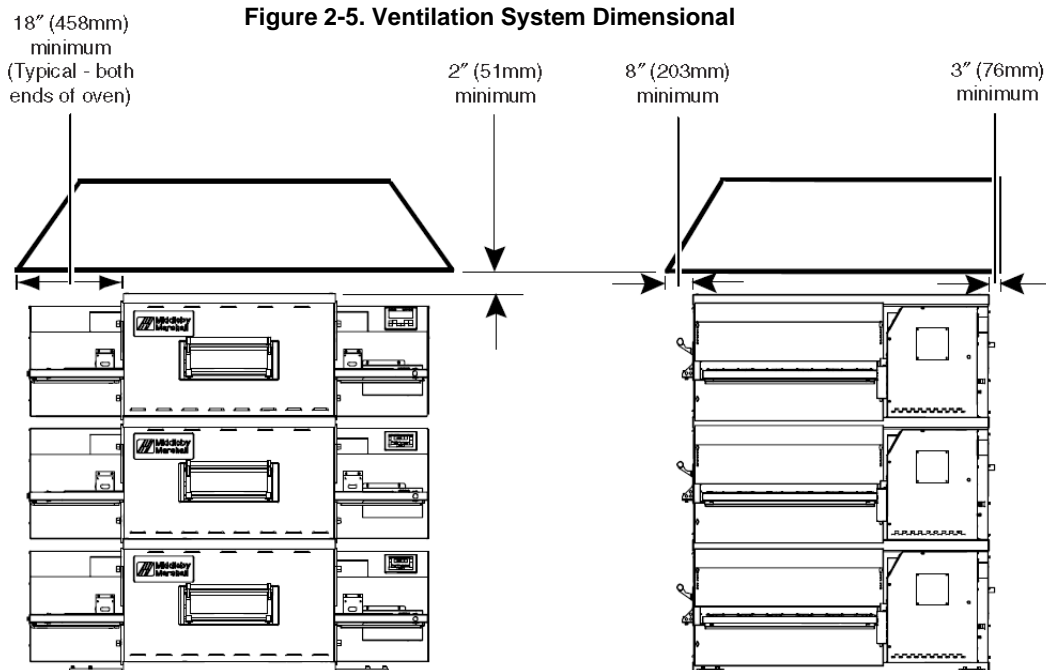 Figure 2-5. Ventilation System Dimensional
18″ (458mm)
minimum
(Typical - both
ends of oven)
2″ (51mm)
minimum
8″ (203mm)
minimum
3″ (76mm)
minimum
Middleby
Marshall
Middleby
Marshall
Middleby
Marshall